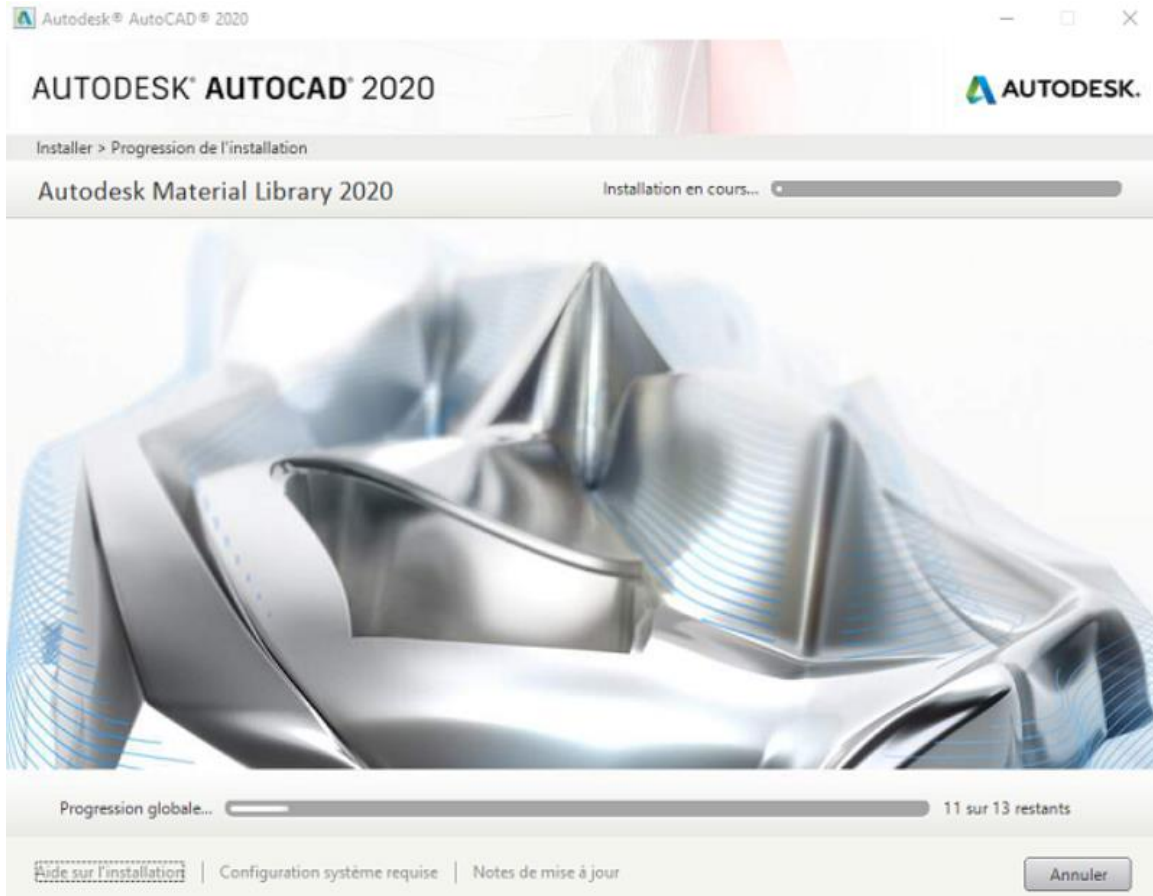 Autodesk® AutoCAD® 2020
AUTODESK® AUTOCAD® 2020
AUTODESK.
Installer > Progression de l'installation
Autodesk Material Library 2020
Installation en cours...
Progression globale...
11 sur 13 restants
Aide sur l'installation | Configuration système requise | Notes de mise à jour
Annuler